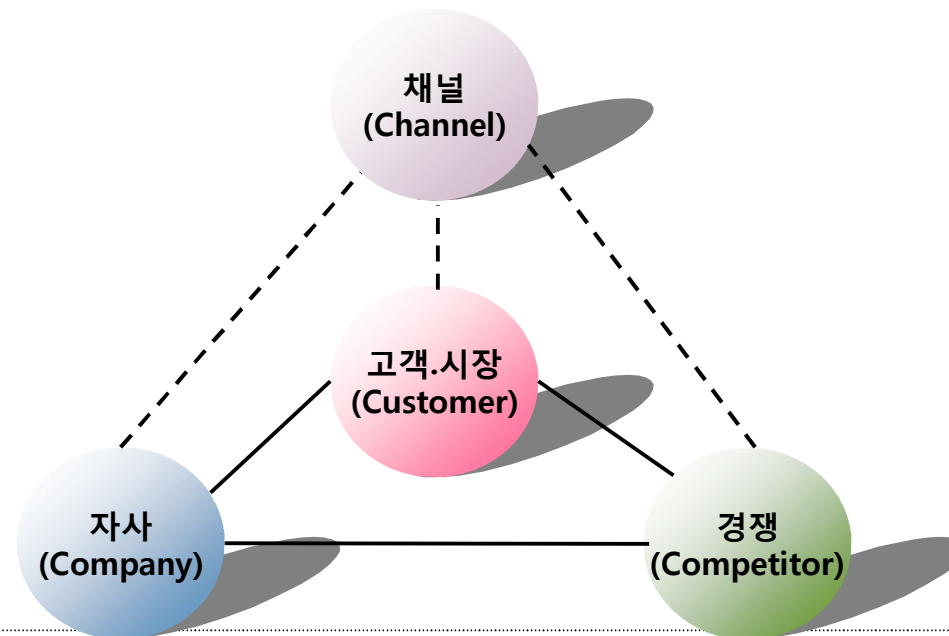 채널
(Channel)
고객.시장
(Customer)
자사
(Company)
경쟁
(Competitor)